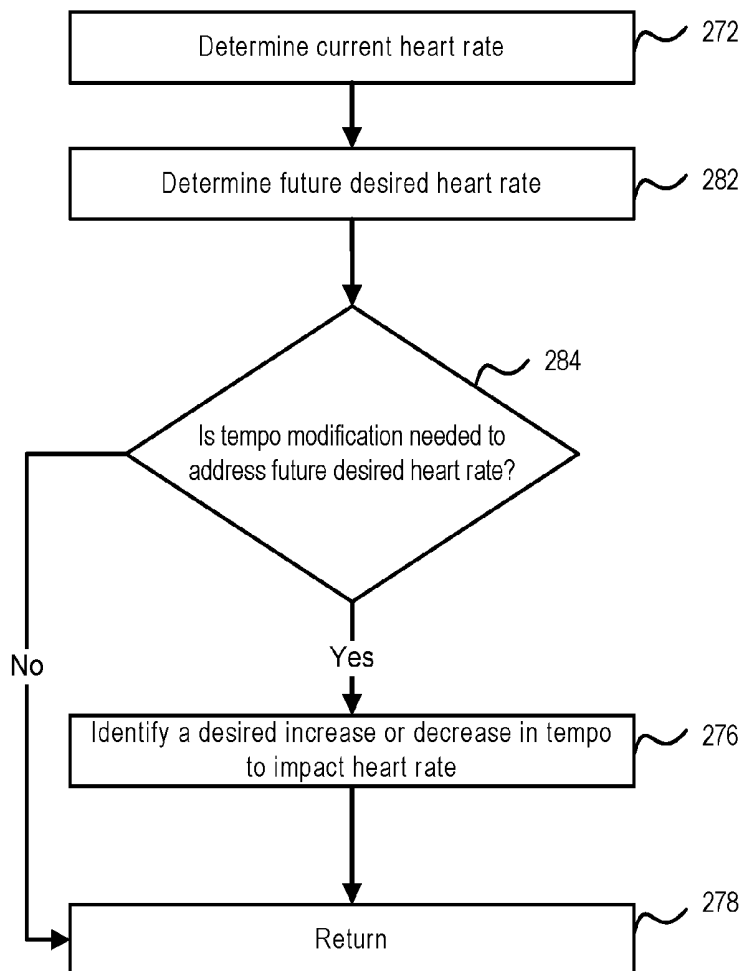 Determine current heart rate
272
Determine future desired heart rate
282
284
Is tempo modification needed to
address future desired heart rate?
No
Yes
Identify a desired increase or decrease in tempo
to impact heart rate
276
Return
278